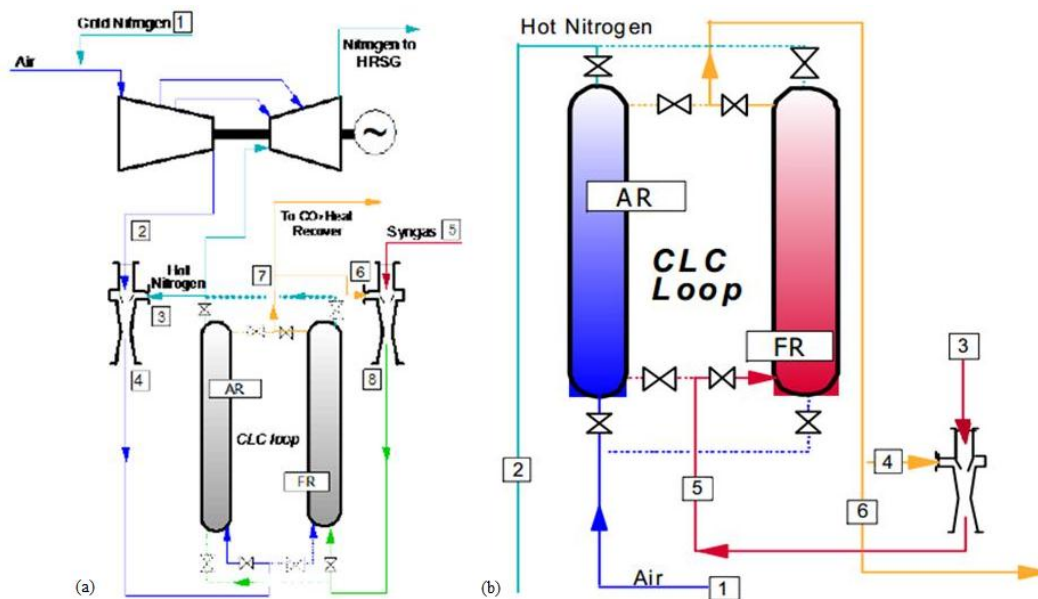 Cold Nitrogen 1
Air
Nitrogen to
HRSG
~
2
To CO₂ Heat
Recover
Syngas 5
Hot
Nitrogen
7
6
3
4
8
AR
CLC loop
FR
(a)
Hot Nitrogen
AR
CLC
Loop
FR
3
2
4
5
6
Air
1
(b)